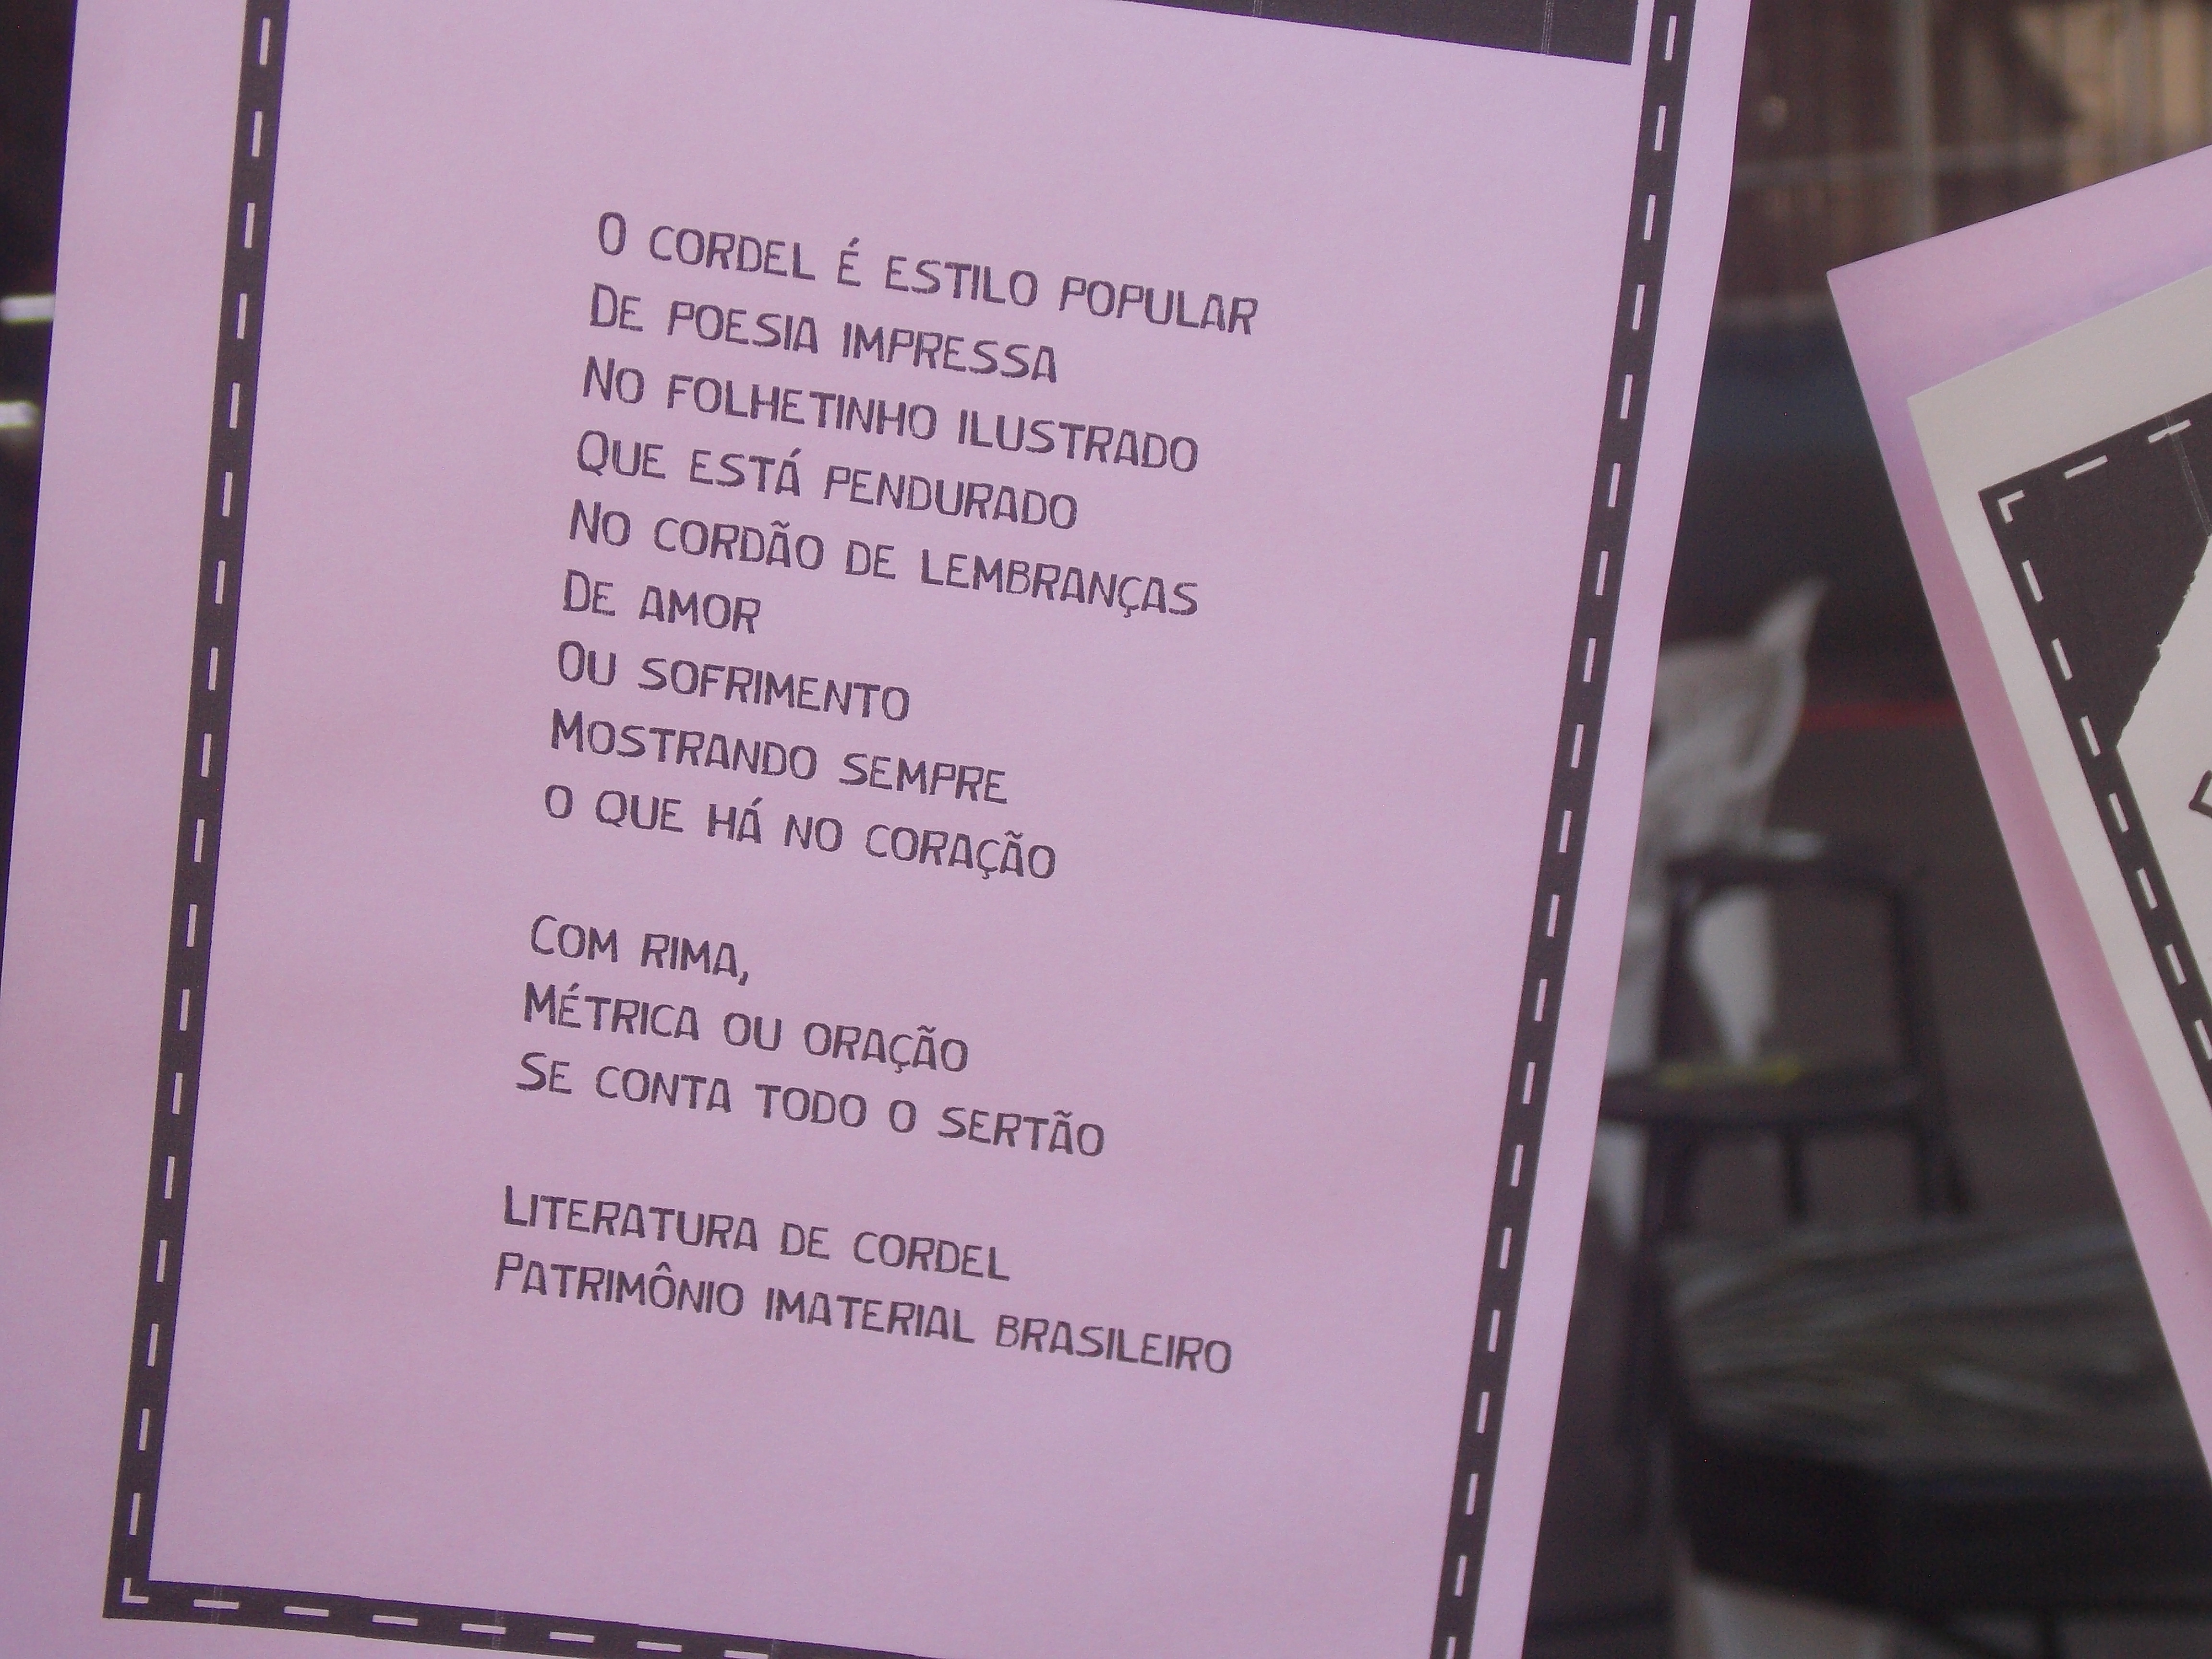 O CORDEL É ESTILO POPULAR
DE POESIA IMPRESSA
NO FOLHETINHO ILUSTRADO
QUE ESTÁ PENDURADO
NO CORDÃO DE LEMBRANÇAS
DE AMOR
OU SOFRIMENTO
MOSTRANDO SEMPRE
O QUE HÁ NO CORAÇÃO
COM RIMA,
MÉTRICA OU ORAÇÃO
SE CONTA TODO O SERTÃO
LITERATURA DE CORDEL
PATRIMÔNIO IMATERIAL BRASILEIRO